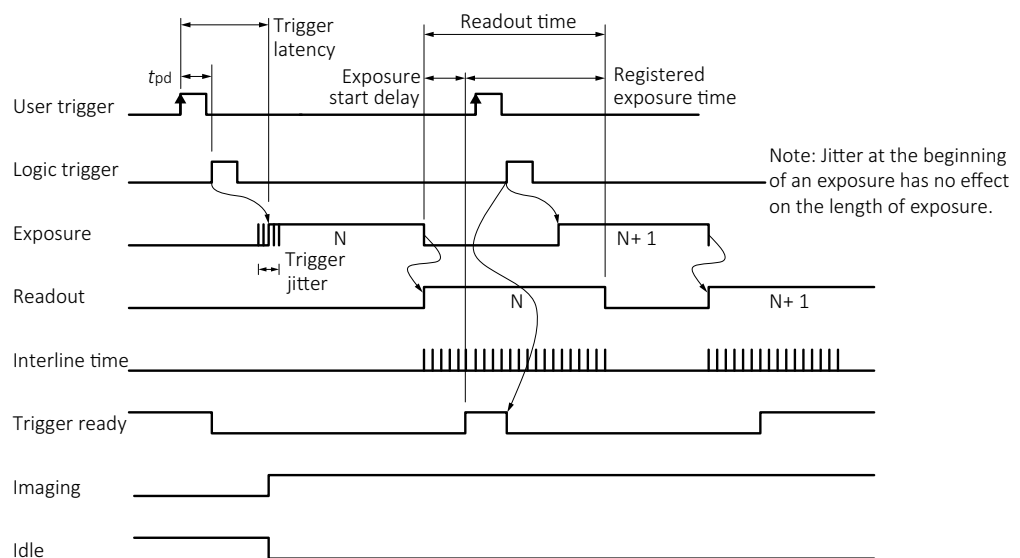 Readout time
Trigger
latency
tpd
Exposure
start delay
Registered
exposure time
User trigger
Logic trigger
Note: Jitter at the beginning
of an exposure has no effect
on the length of exposure.
Exposure
N
N+ 1
Trigger
jitter
Readout
N
N+ 1
Interline time
Trigger ready
Imaging
Idle